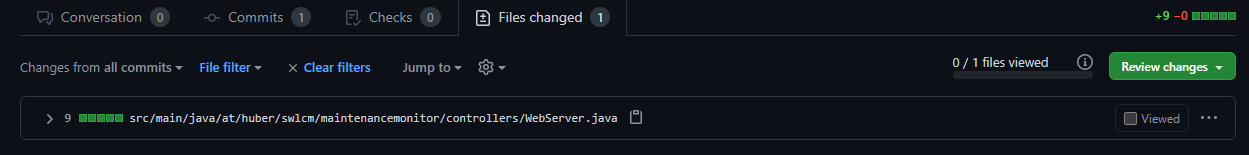 Conversation 0 Commits 1 Checks 0 Files changed 1 +9 −0
Changes from all commits File filter Clear filters Jump to 0 / 1 files viewed Review changes
9 src/main/java/at/huber/swlcm/maintenancemonitor/controllers/WebServer.java Viewed